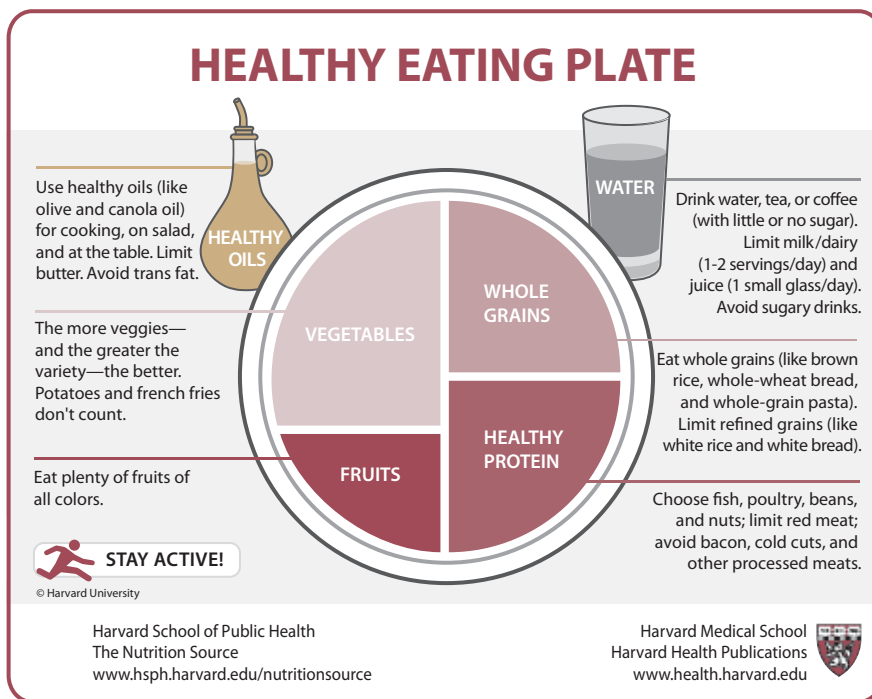 HEALTHY EATING PLATE
Use healthy oils (like
olive and canola oil)
for cooking, on salad,
and at the table. Limit
butter. Avoid trans fat.
HEALTHY
OILS
The more veggies—
and the greater the
variety—the better.
Potatoes and french fries
don't count.
Eat plenty of fruits of
all colors.
VEGETABLES
FRUITS
WHOLE
GRAINS
HEALTHY
PROTEIN
WATER
Drink water, tea, or coffee
(with little or no sugar).
Limit milk/dairy
(1-2 servings/day) and
juice (1 small glass/day).
Avoid sugary drinks.
Eat whole grains (like brown
rice, whole-wheat bread,
and whole-grain pasta).
Limit refined grains (like
white rice and white bread).
Choose fish, poultry, beans,
and nuts; limit red meat;
avoid bacon, cold cuts, and
other processed meats.
STAY ACTIVE!
© Harvard University
Harvard School of Public Health
The Nutrition Source
www.hsph.harvard.edu/nutritionsource
Harvard Medical School
Harvard Health Publications
www.health.harvard.edu